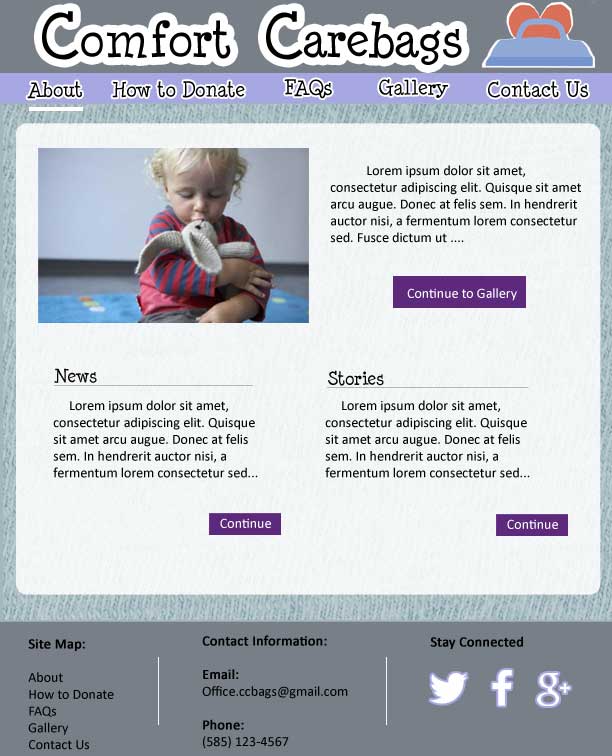 Comfort Carebags
About How to Donate FAQs Gallery Contact Us
Lorem ipsum dolor sit amet,
consectetur adipiscing elit. Quisque sit amet
arcu augue. Donec at felis sem. In hendrerit
auctor nisi, a fermentum lorem consectetur
sed. Fusce dictum ut ....
Continue to Gallery
News
Lorem ipsum dolor sit amet,
consectetur adipiscing elit. Quisque
sit amet arcu augue. Donec at felis
sem. In hendrerit auctor nisi, a
fermentum lorem consectetur sed...
Continue
Stories
Lorem ipsum dolor sit amet,
consectetur adipiscing elit. Quisque
sit amet arcu augue. Donec at felis
sem. In hendrerit auctor nisi, a
fermentum lorem consectetur sed...
Continue
Site Map:
About
How to Donate
FAQs
Gallery
Contact Us
Contact Information:
Email:
Office.ccbags@gmail.com
Phone:
(585) 123-4567
Stay Connected